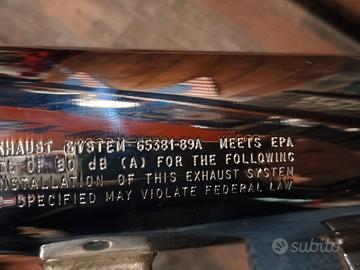 EXHAUST SYSTEM 65381-89A MEETS EPA
OF 80 dB (A) FOR THE FOLLOWING
INSTALLATION OF THIS EXHAUST SYSTEM
SPECIFIED MAY VIOLATE FEDERAL LAW
subito